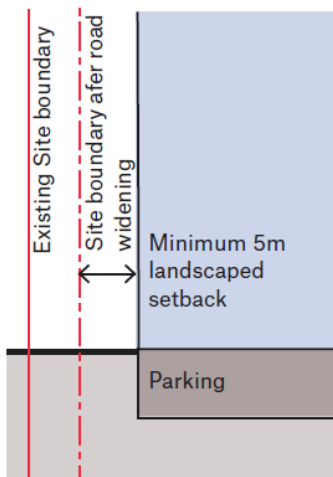 Existing Site boundary
Site boundary afer road
widening
Minimum 5m
landscaped
setback
Parking